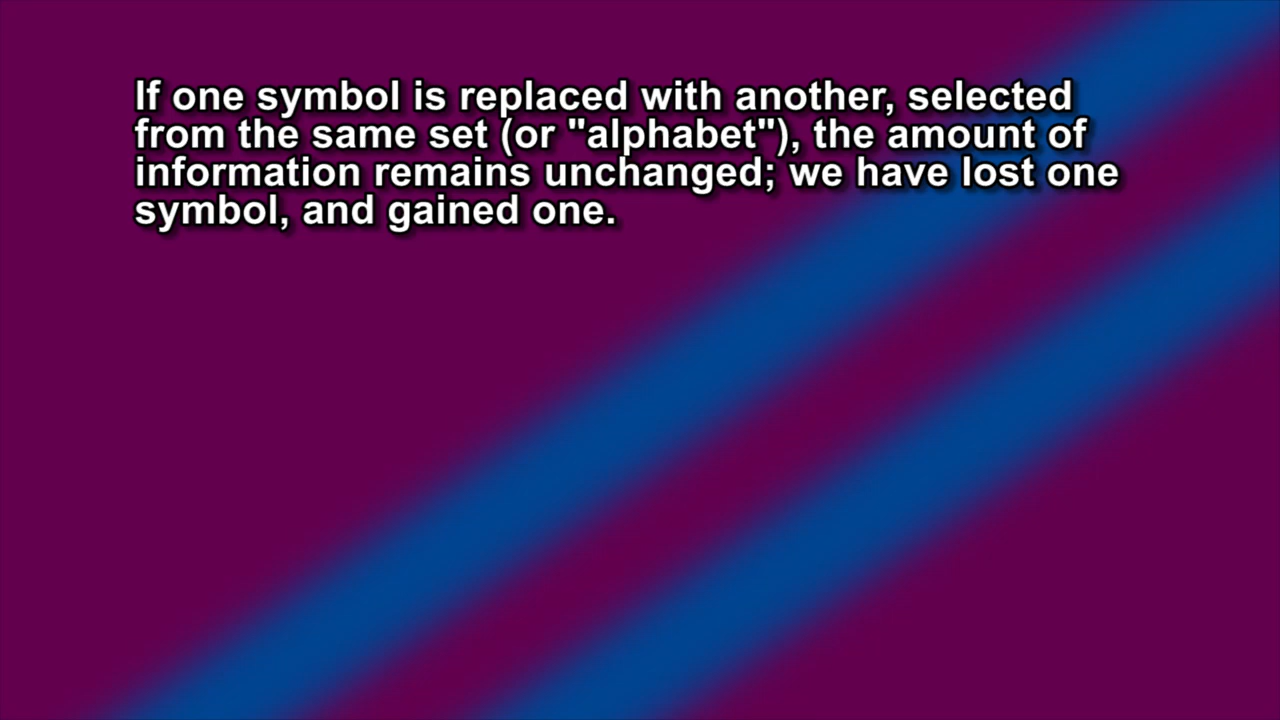 If one symbol is replaced with another, selected
from the same set (or "alphabet"), the amount of
information remains unchanged; we have lost one
symbol, and gained one.